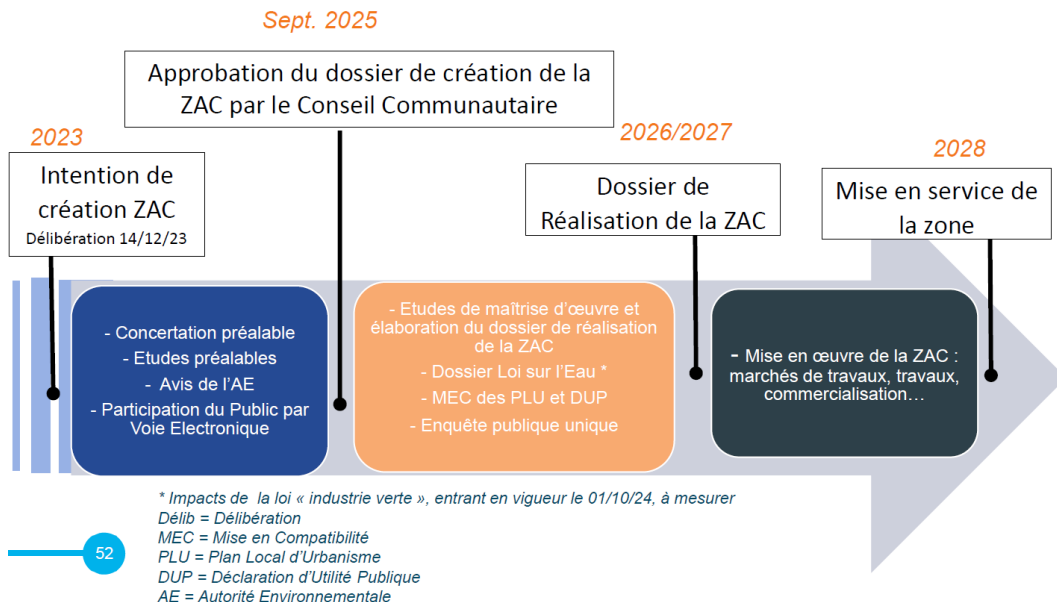 Sept. 2025
Approbation du dossier de création de la
ZAC par le Conseil Communautaire
2023
Intention de
création ZAC
Délibération 14/12/23
2026/2027
Dossier de
Réalisation de la ZAC
2028
Mise en service de
la zone
- Concertation préalable
- Etudes préalables
- Avis de l'AE
- Participation du Public par
Voie Electronique
- Etudes de maîtrise d'œuvre et
élaboration du dossier de réalisation
de la ZAC
- Dossier Loi sur l'Eau *
- MEC des PLU et DUP
- Enquête publique unique
- Mise en œuvre de la ZAC :
marchés de travaux, travaux,
commercialisation…
* Impacts de la loi « industrie verte », entrant en vigueur le 01/10/24, à mesurer
Délib = Délibération
MEC = Mise en Compatibilité
PLU = Plan Local d'Urbanisme
DUP = Déclaration d'Utilité Publique
AE = Autorité Environnementale
52